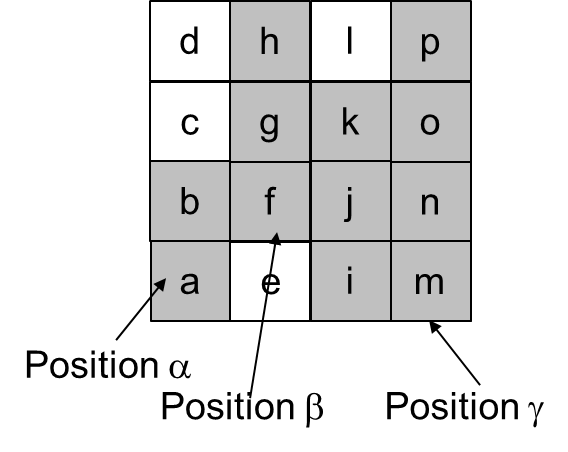 d h l p
c g k o
b f j n
a e i m
Position α
Position β Position γ